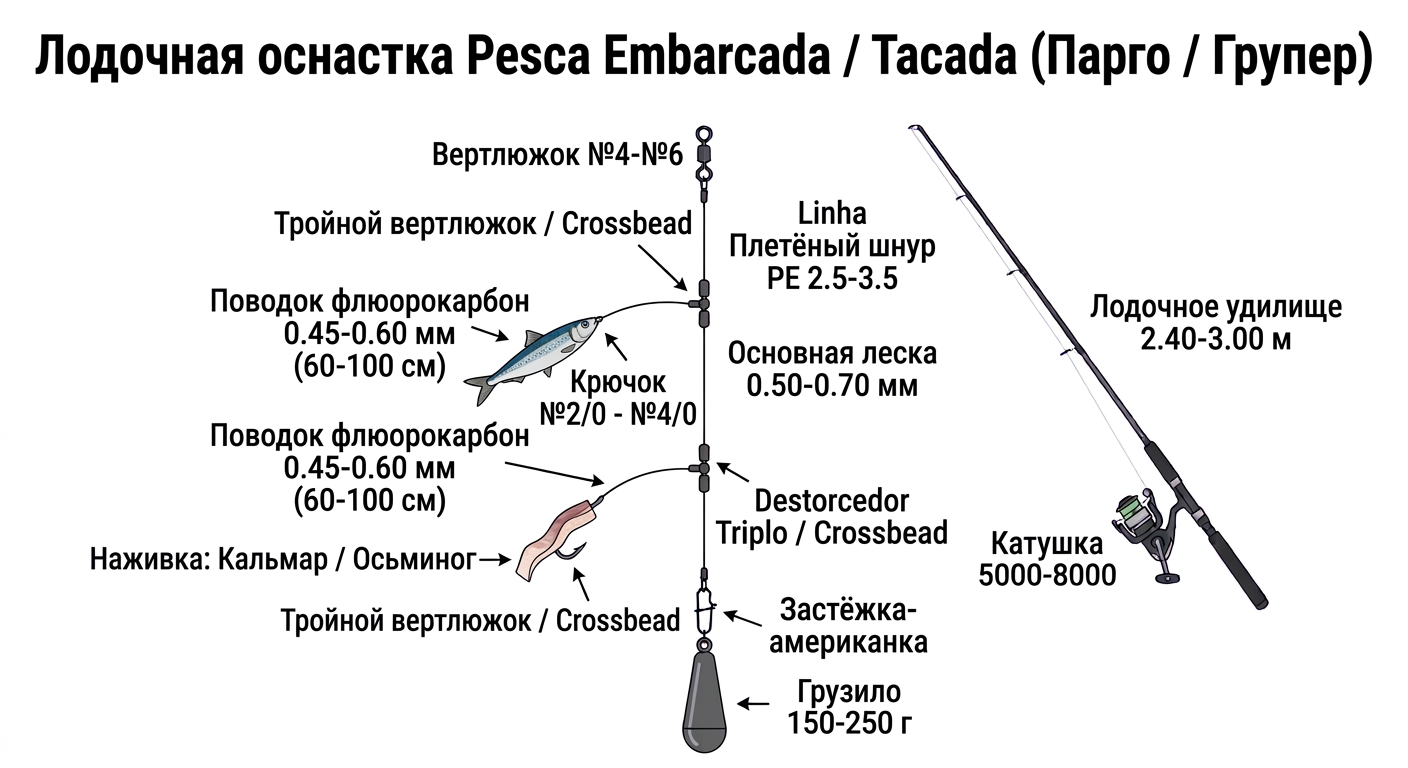 Лодочная оснастка Pesca Embarcada / Tacada (Парго / Групер)
Вертлюжок №4-№6
Тройной вертлюжок / Crossbead
Linha
Плетёный шнур
PE 2.5-3.5
Поводок флюорокарбон
0.45-0.60 мм
(60-100 см)
Крючок
№2/0 - №4/0
Основная леска
0.50-0.70 мм
Лодочное удилище
2.40-3.00 м
Поводок флюорокарбон
0.45-0.60 мм
(60-100 см)
Destorcedor
Triplo / Crossbead
Катушка
5000-8000
Наживка: Кальмар / Осьминог
Тройной вертлюжок / Crossbead
Застёжка-
американка
Грузило
150-250 г